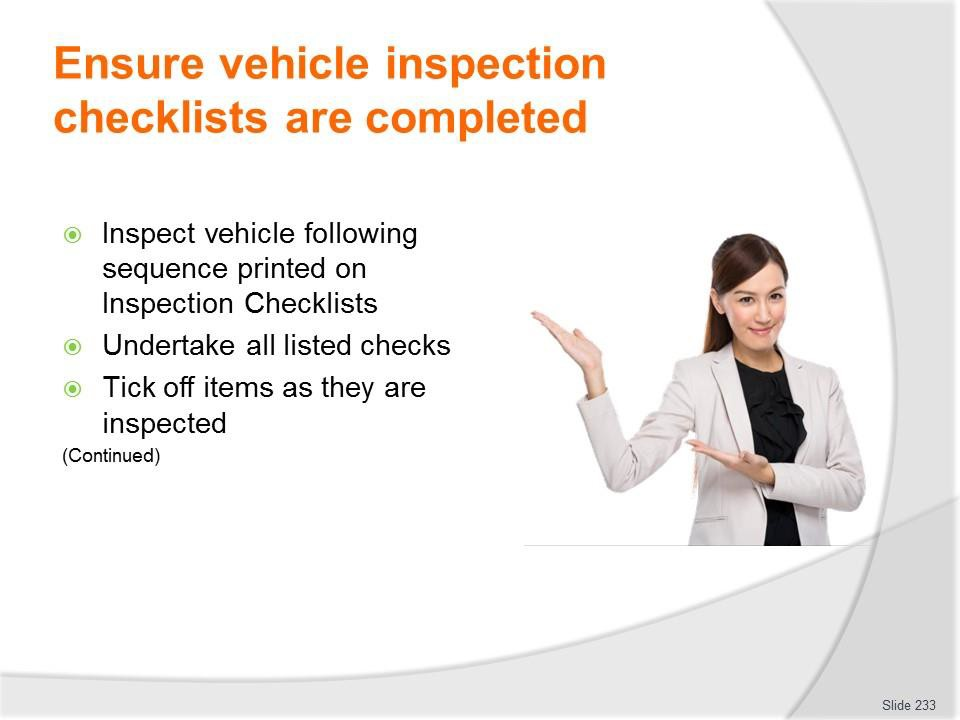 Ensure vehicle inspection
checklists are completed
Inspect vehicle following
sequence printed on
Inspection Checklists
Undertake all listed checks
Tick off items as they are
inspected
(Continued)
Slide 233